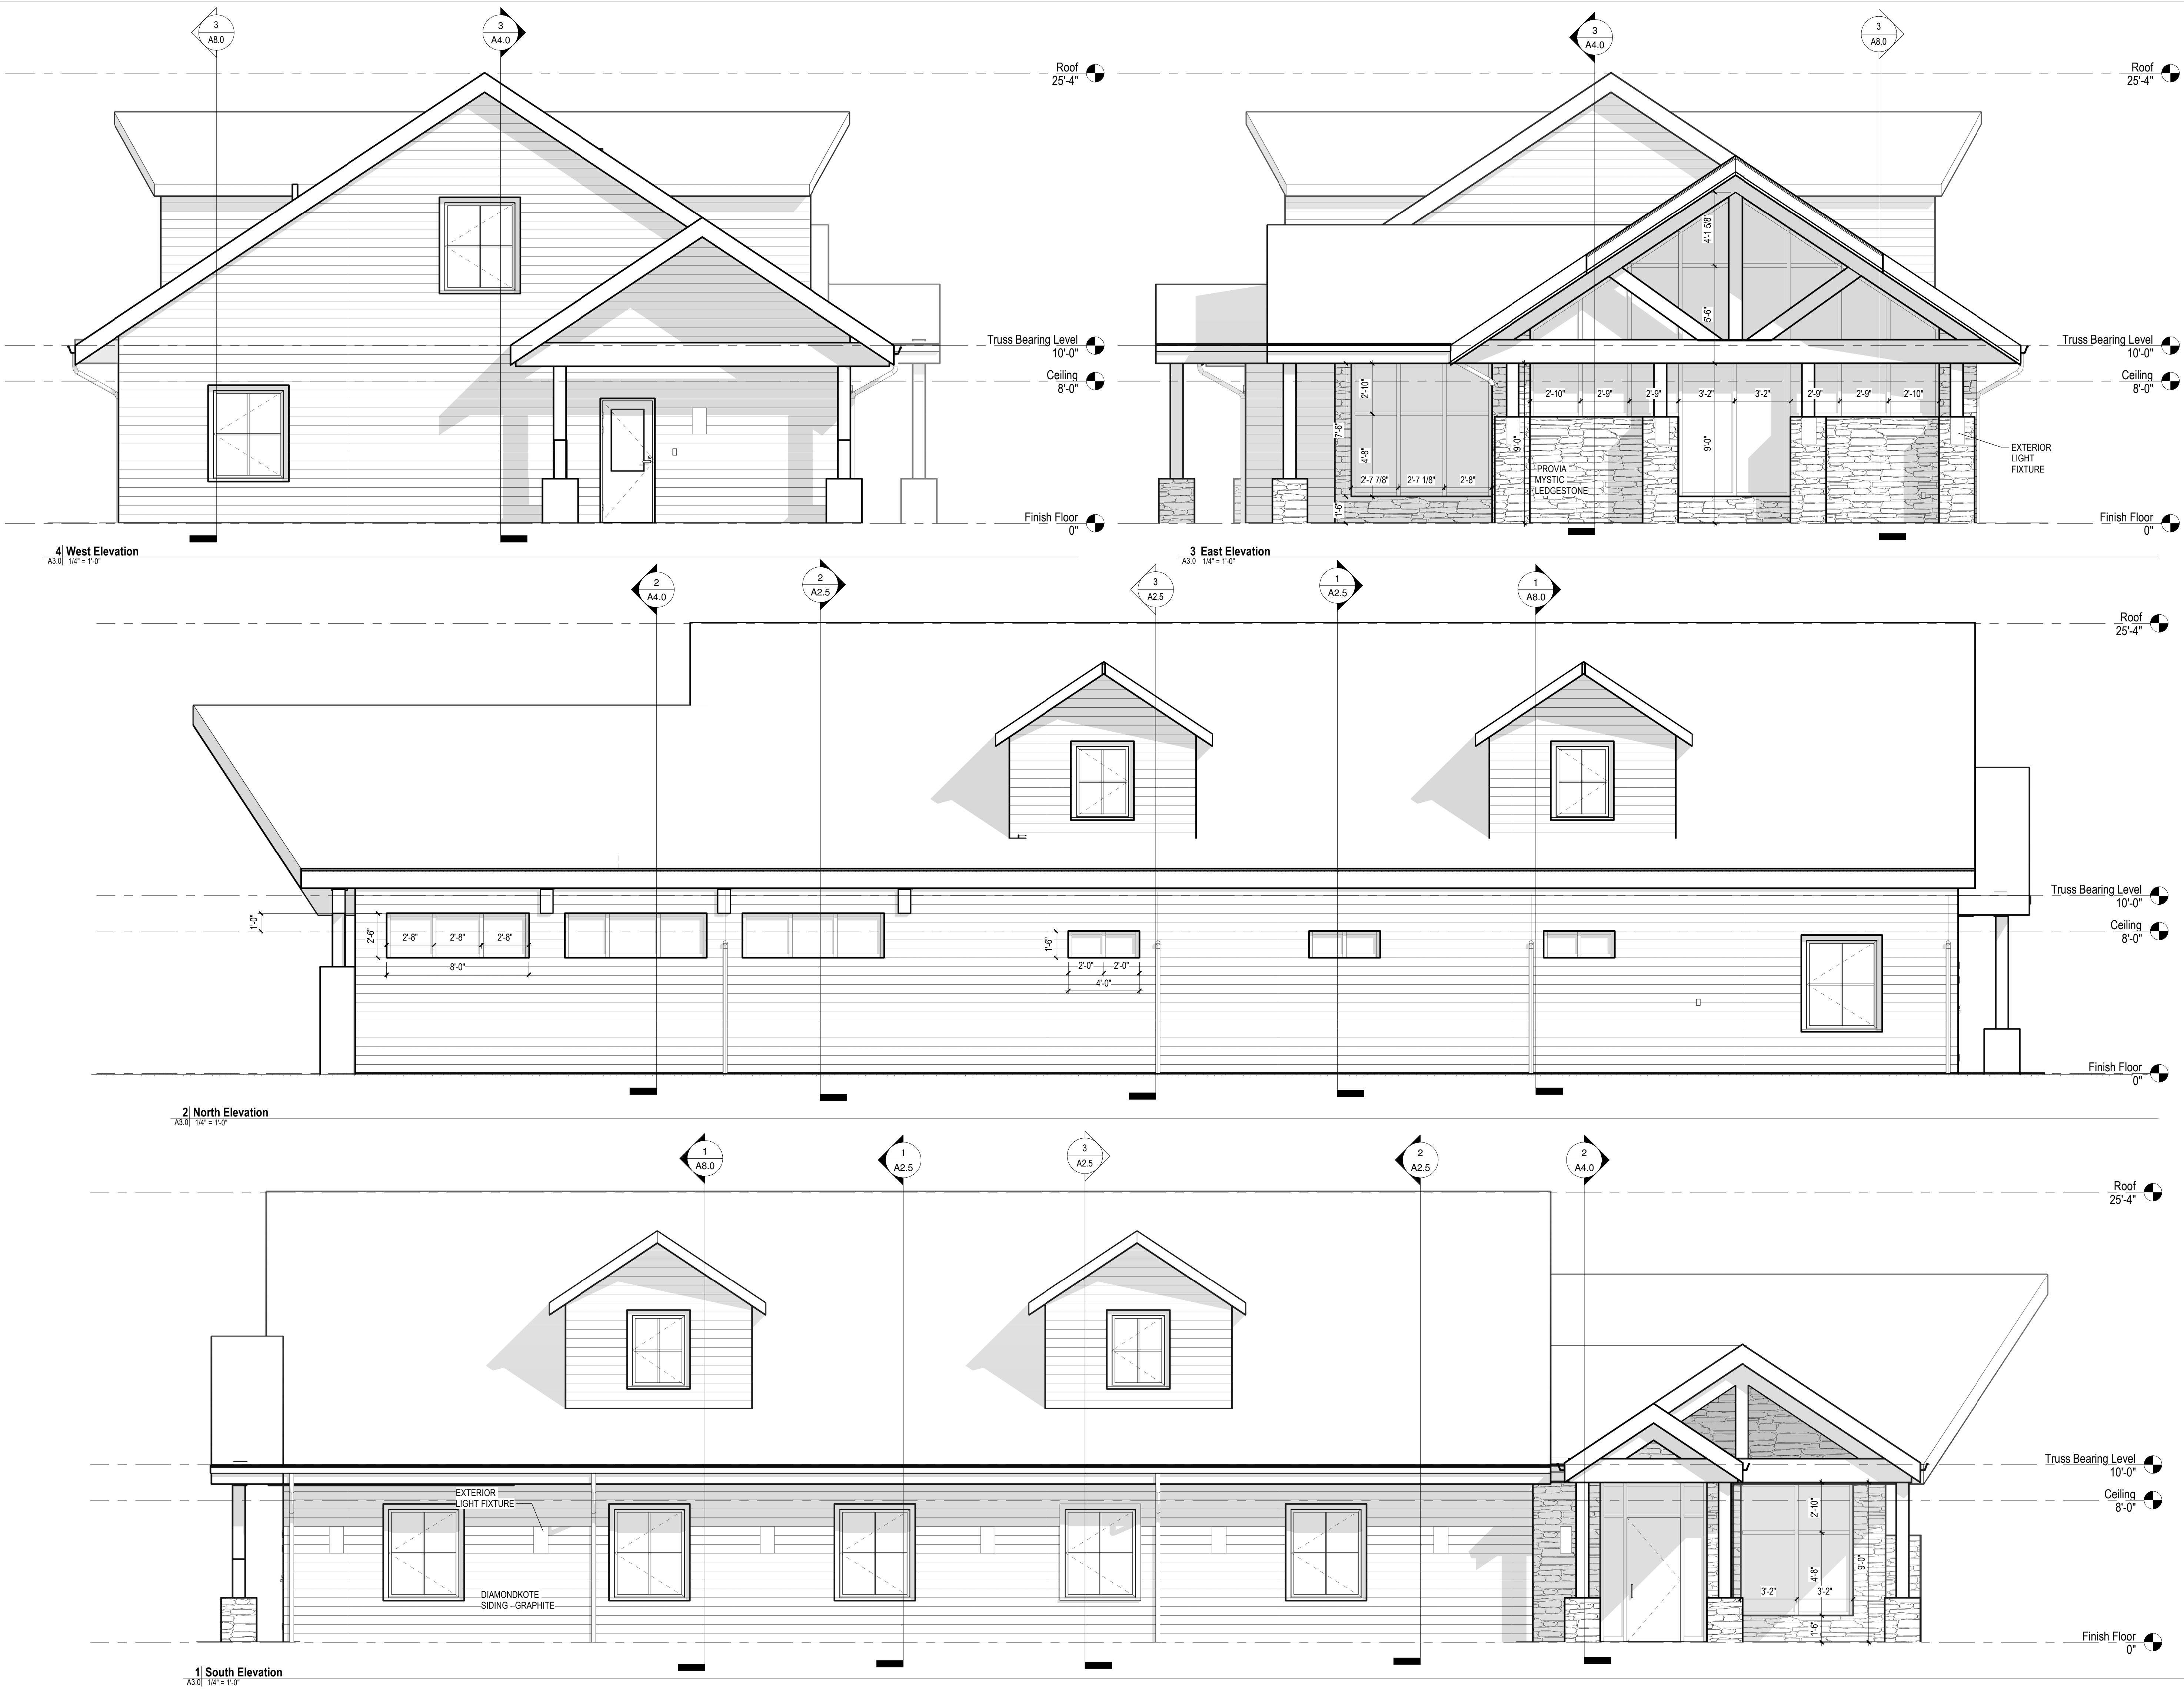 3
A8.0
3
A4.0
Roof
25'-4"
Truss Bearing Level
10'-0"
Ceiling
8'-0"
Finish Floor
0"
4 West Elevation
A3.0 1/4" = 1'-0"
3
A4.0
3
A8.0
Roof
25'-4"
4'-1 5/8"
5'-6"
Truss Bearing Level
10'-0"
Ceiling
8'-0"
2'-10"
2'-10"
2'-9"
2'-9"
3'-2"
3'-2"
2'-9"
2'-9"
2'-10"
7'-6"
4'-8"
9'-0"
9'-0"
EXTERIOR
LIGHT
FIXTURE
PROVIA
MYSTIC
LEDGESTONE
2'-7 7/8"
2'-7 1/8"
2'-8"
1'-6"
Finish Floor
0"
3 East Elevation
A3.0 1/4" = 1'-0"
2
A4.0
2
A2.5
3
A2.5
1
A2.5
1
A8.0
Roof
25'-4"
Truss Bearing Level
10'-0"
Ceiling
8'-0"
1'-0"
2'-6"
2'-8"
2'-8"
2'-8"
8'-0"
1'-6"
2'-0"
2'-0"
4'-0"
Finish Floor
0"
2 North Elevation
A3.0 1/4" = 1'-0"
1
A8.0
1
A2.5
3
A2.5
2
A2.5
2
A4.0
Roof
25'-4"
Truss Bearing Level
10'-0"
Ceiling
8'-0"
EXTERIOR
LIGHT FIXTURE
DIAMONDKOTE
SIDING - GRAPHITE
2'-10"
4'-8"
9'-0"
3'-2"
3'-2"
1'-6"
Finish Floor
0"
1 South Elevation
A3.0 1/4" = 1'-0"